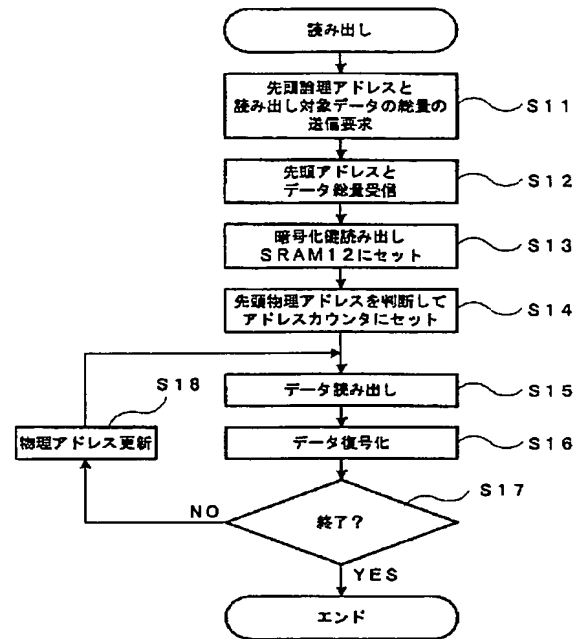 読み出し
先頭論理アドレスと
読み出し対象データの総量の
送信要求
S11
先頭アドレスと
データ総量受信
S12
暗号化鍵読み出し
SRAM12にセット
S13
先頭物理アドレスを判断して
アドレスカウンタにセット
S14
S18
データ読み出し
S15
物理アドレス更新
データ復号化
S16
S17
NO
終了?
YES
エンド